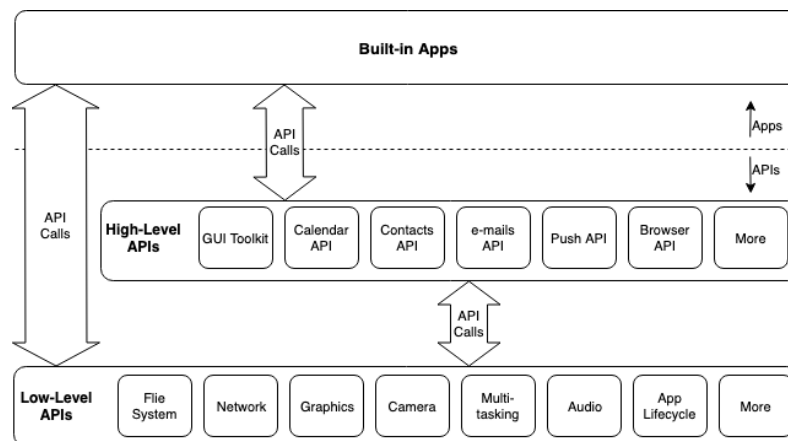 Built-in Apps
API
Calls
API
Calls
Apps
APIs
High-Level
APIs
GUI Toolkit
Calendar
API
Contacts
API
e-mails
API
Push API
Browser
API
More
API
Calls
Low-Level
APIs
Flie
System
Network
Graphics
Camera
Multi-
tasking
Audio
App
Lifecycle
More